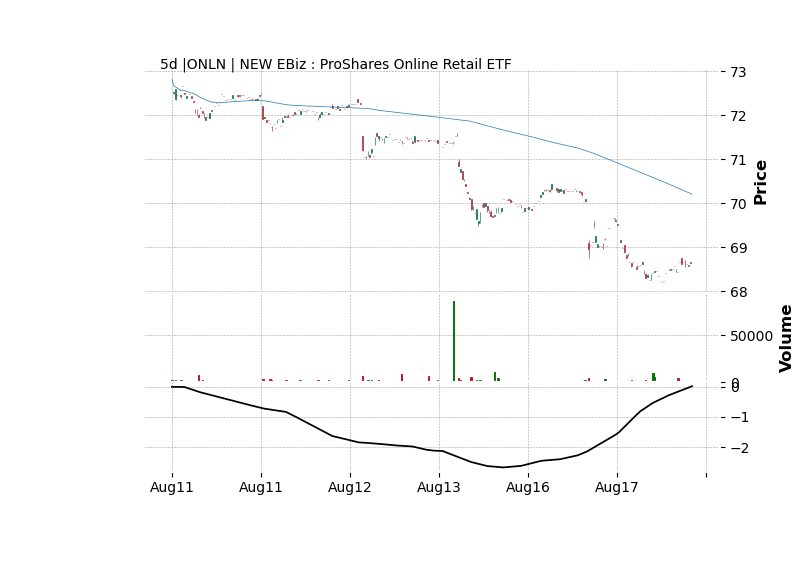 5d |ONLN | NEW EBiz : ProShares Online Retail ETF
73
72
71
70
69
68
Price
50000
0
Volume
0
−1
−2
Aug11 Aug11 Aug12 Aug13 Aug16 Aug17